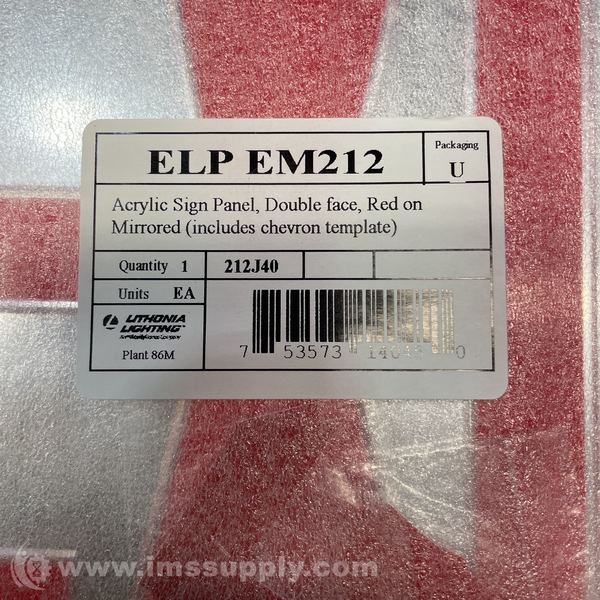 ELP EM212
Packaging
U
Acrylic Sign Panel, Double face, Red on
Mirrored (includes chevron template)
Quantity 1 212J40
Units EA
LITHONIA
LIGHTING
Plant 86M
7 53573 0
www.imssupply.com